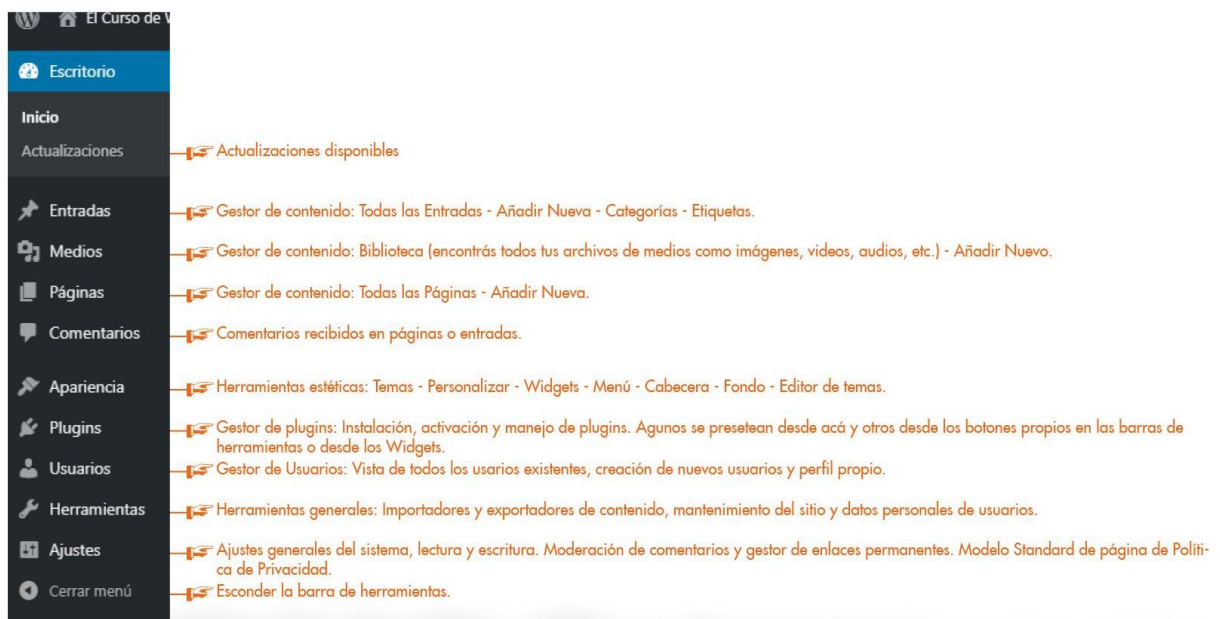 El Curso de
Escritorio
Inicio
Actualizaciones
Actualizaciones disponibles
Entradas
Gestor de contenido: Todas las Entradas - Añadir Nueva - Categorías - Etiquetas.
Medios
Gestor de contenido: Biblioteca (encontrás todos tus archivos de medios como imágenes, videos, audios, etc.) - Añadir Nuevo.
Páginas
Gestor de contenido: Todas las Páginas - Añadir Nueva.
Comentarios
Comentarios recibidos en páginas o entradas.
Apariencia
Herramientas estéticas: Temas - Personalizar - Widgets - Menú - Cabecera - Fondo - Editor de temas.
Plugins
Gestor de plugins: Instalación, activación y manejo de plugins. Agunos se presetean desde acá y otros desde los botones propios en las barras de
herramientas o desde los Widgets.
Usuarios
Gestor de Usuarios: Vista de todos los usarios existentes, creación de nuevos usuarios y perfil propio.
Herramientas
Herramientas generales: Importadores y exportadores de contenido, mantenimiento del sitio y datos personales de usuarios.
Ajustes
Ajustes generales del sistema, lectura y escritura. Moderación de comentarios y gestor de enlaces permanentes. Modelo Standard de página de Políti-
ca de Privacidad.
Cerrar menú
Esconder la barra de herramientas.